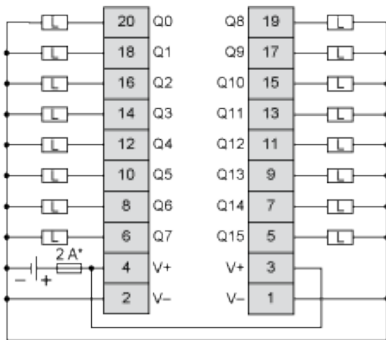 L 20 Q0 Q8 19 L
L 18 Q1 Q9 17 L
L 16 Q2 Q10 15 L
L 14 Q3 Q11 13 L
L 12 Q4 Q12 11 L
L 10 Q5 Q13 9 L
L 8 Q6 Q14 7 L
L 6 Q7 Q15 5 L
2 A*
− + 4 V+ V+ 3
2 V− V− 1